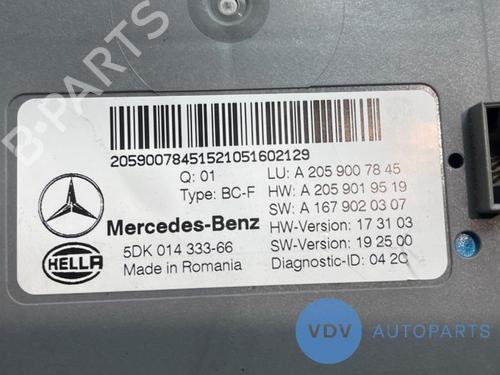 B-PARTS
20590078451521051602129
Q: 01
LU: A 205 900 78 45
Type: BC-F
HW: A 205 901 95 19
SW: A 167 902 03 07
Mercedes-Benz
HW-Version: 17 31 03
5DK 014 333-66
SW-Version: 19 25 00
HELLA
Made in Romania
Diagnostic-ID: 04 2C
VDV AUTOPARTS